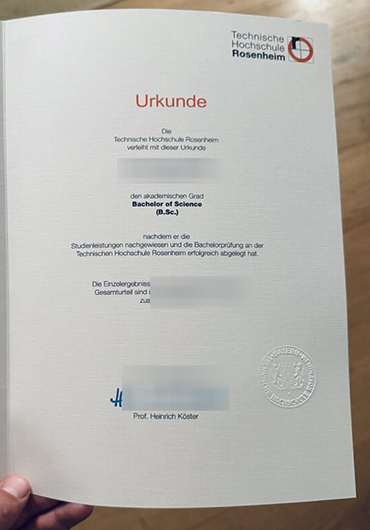 Technische
Hochschule
Rosenheim
Urkunde
Die
Technische Hochschule Rosenheim
verleiht mit dieser Urkunde
den akademischen Grad
Bachelor of Science
(B.Sc.)
nachdem er die
Studienleistungen nachgewiesen und die Bachelorprüfung an der
Technischen Hochschule Rosenheim erfolgreich abgelegt hat.
Die Einzelergebniss
Gesamturteil sind i
zus
Prof. Heinrich Köster